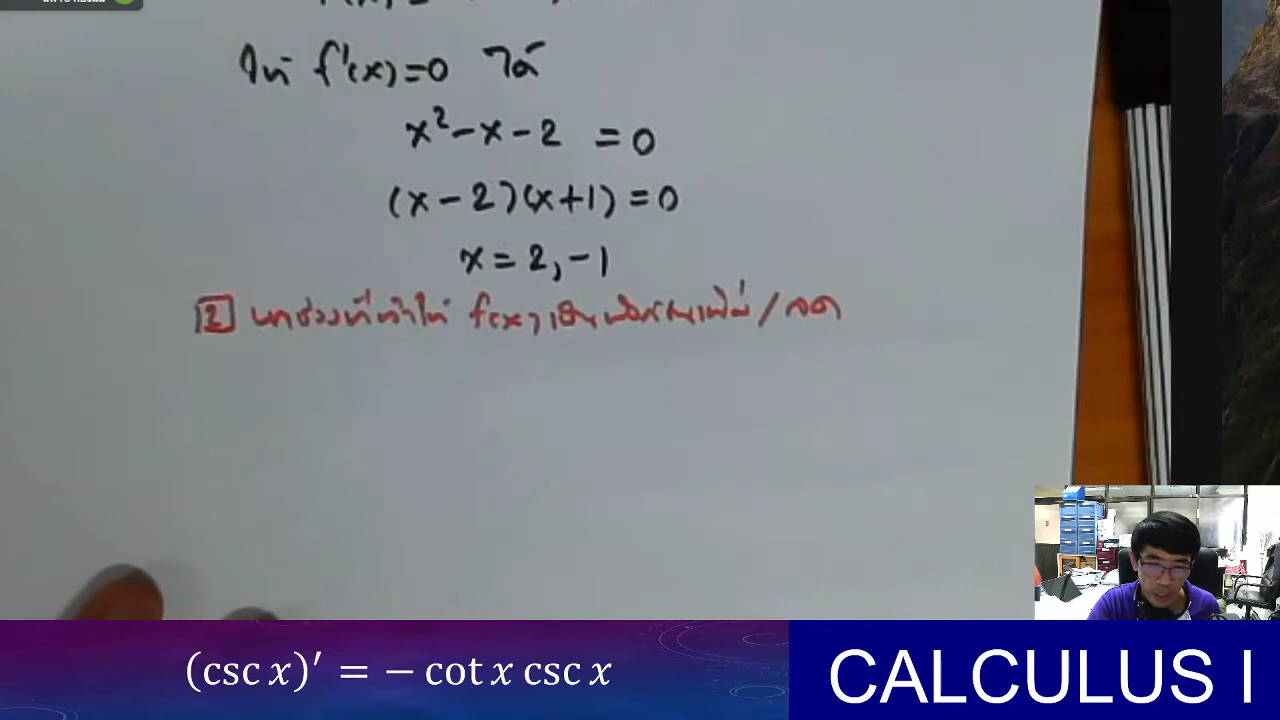 ให้ f'(x)=0 ได้
x²-x-2 =0
(x-2)(x+1)=0
x=2,-1
2 หาช่วงที่ทำให้ f(x) เป็นฟังก์ชันเพิ่ม/ลด
(csc x)′ = − cot x csc x
CALCULUS I